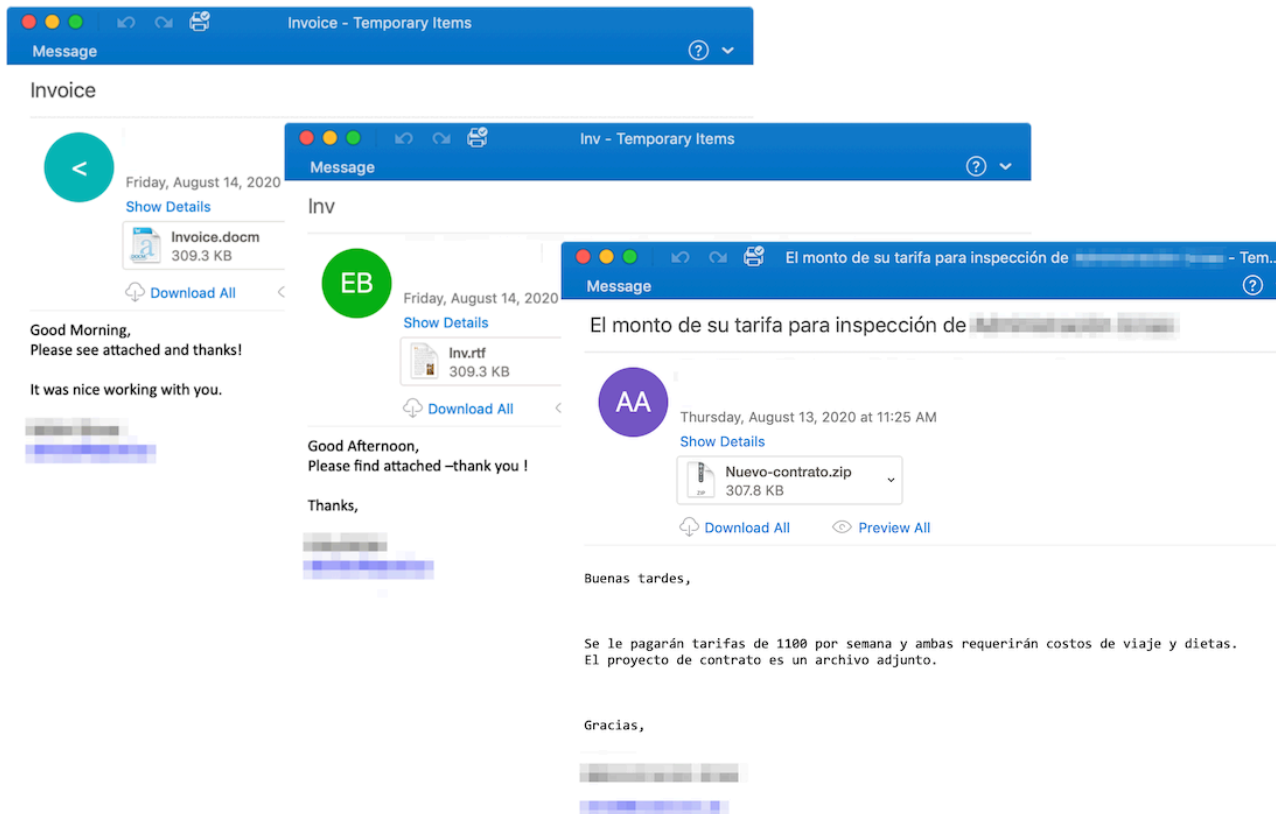 Invoice - Temporary Items
Message
Invoice
<
Friday, August 14, 2020
Show Details
Invoice.docm
309.3 KB
Download All
Good Morning,
Please see attached and thanks!
It was nice working with you.
Inv - Temporary Items
Message
Inv
EB
Friday, August 14, 2020
Show Details
Inv.rtf
309.3 KB
Download All
Good Afternoon,
Please find attached –thank you !
Thanks,
El monto de su tarifa para inspección de - Tem...
Message
El monto de su tarifa para inspección de
AA
Thursday, August 13, 2020 at 11:25 AM
Show Details
Nuevo-contrato.zip
ZIP
307.8 KB
Download All Preview All
Buenas tardes,
Se le pagarán tarifas de 1100 por semana y ambas requerirán costos de viaje y dietas.
El proyecto de contrato es un archivo adjunto.
Gracias,